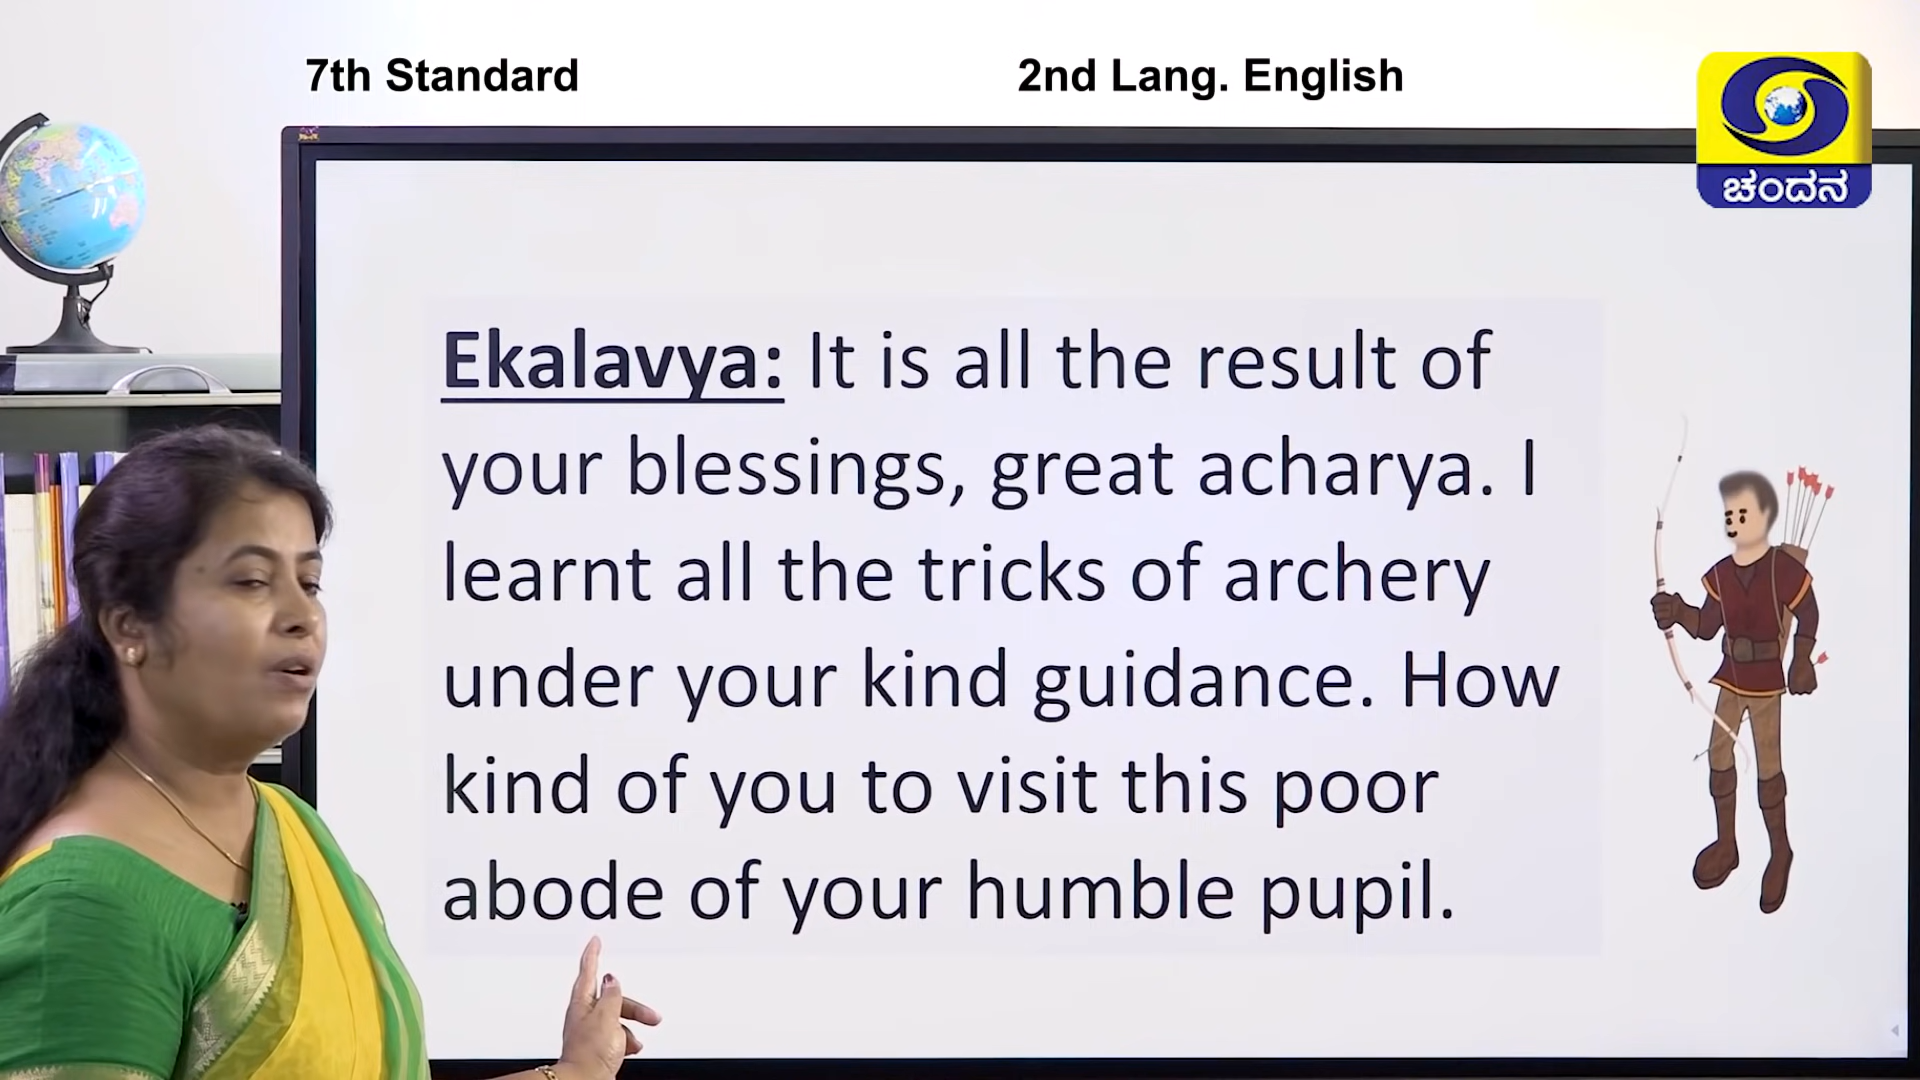 7th Standard
2nd Lang. English
ಚಂದನ
Ekalavya: It is all the result of
your blessings, great acharya. I
learnt all the tricks of archery
under your kind guidance. How
kind of you to visit this poor
abode of your humble pupil.